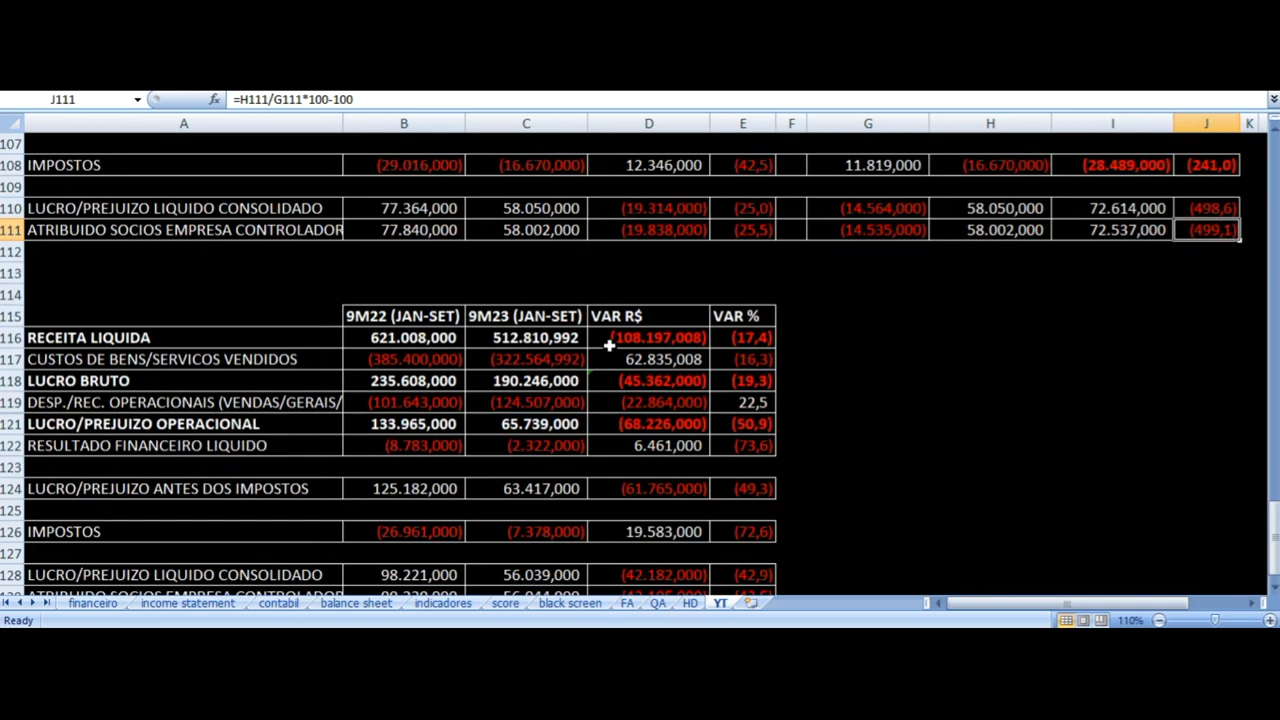 J111 fx =H111/G111*100-100
A B C D E F G H I J K
107
108 IMPOSTOS (29.016,000) (16.670,000) 12.346,000 (42,5) 11.819,000 (16.670,000) (28.489,000) (241,0)
109
110 LUCRO/PREJUIZO LIQUIDO CONSOLIDADO 77.364,000 58.050,000 (19.314,000) (25,0) (14.564,000) 58.050,000 72.614,000 (498,6)
111 ATRIBUIDO SOCIOS EMPRESA CONTROLADOR 77.840,000 58.002,000 (19.838,000) (25,5) (14.535,000) 58.002,000 72.537,000 (499,1)
112
113
114
115 9M22 (JAN-SET) 9M23 (JAN-SET) VAR R$ VAR %
116 RECEITA LIQUIDA 621.008,000 512.810,992 (108.197,008) (17,4)
117 CUSTOS DE BENS/SERVICOS VENDIDOS (385.400,000) (322.564,992) 62.835,008 (16,3)
118 LUCRO BRUTO 235.608,000 190.246,000 (45.362,000) (19,3)
119 DESP./REC. OPERACIONAIS (VENDAS/GERAIS/ (101.643,000) (124.507,000) (22.864,000) 22,5
121 LUCRO/PREJUIZO OPERACIONAL 133.965,000 65.739,000 (68.226,000) (50,9)
122 RESULTADO FINANCEIRO LIQUIDO (8.783,000) (2.322,000) 6.461,000 (73,6)
123
124 LUCRO/PREJUIZO ANTES DOS IMPOSTOS 125.182,000 63.417,000 (61.765,000) (49,3)
125
126 IMPOSTOS (26.961,000) (7.378,000) 19.583,000 (72,6)
127
128 LUCRO/PREJUIZO LIQUIDO CONSOLIDADO 98.221,000 56.039,000 (42.182,000) (42,9)
financeiro income statement contabil balance sheet indicadores score black screen FA QA HD YT
Ready 110%